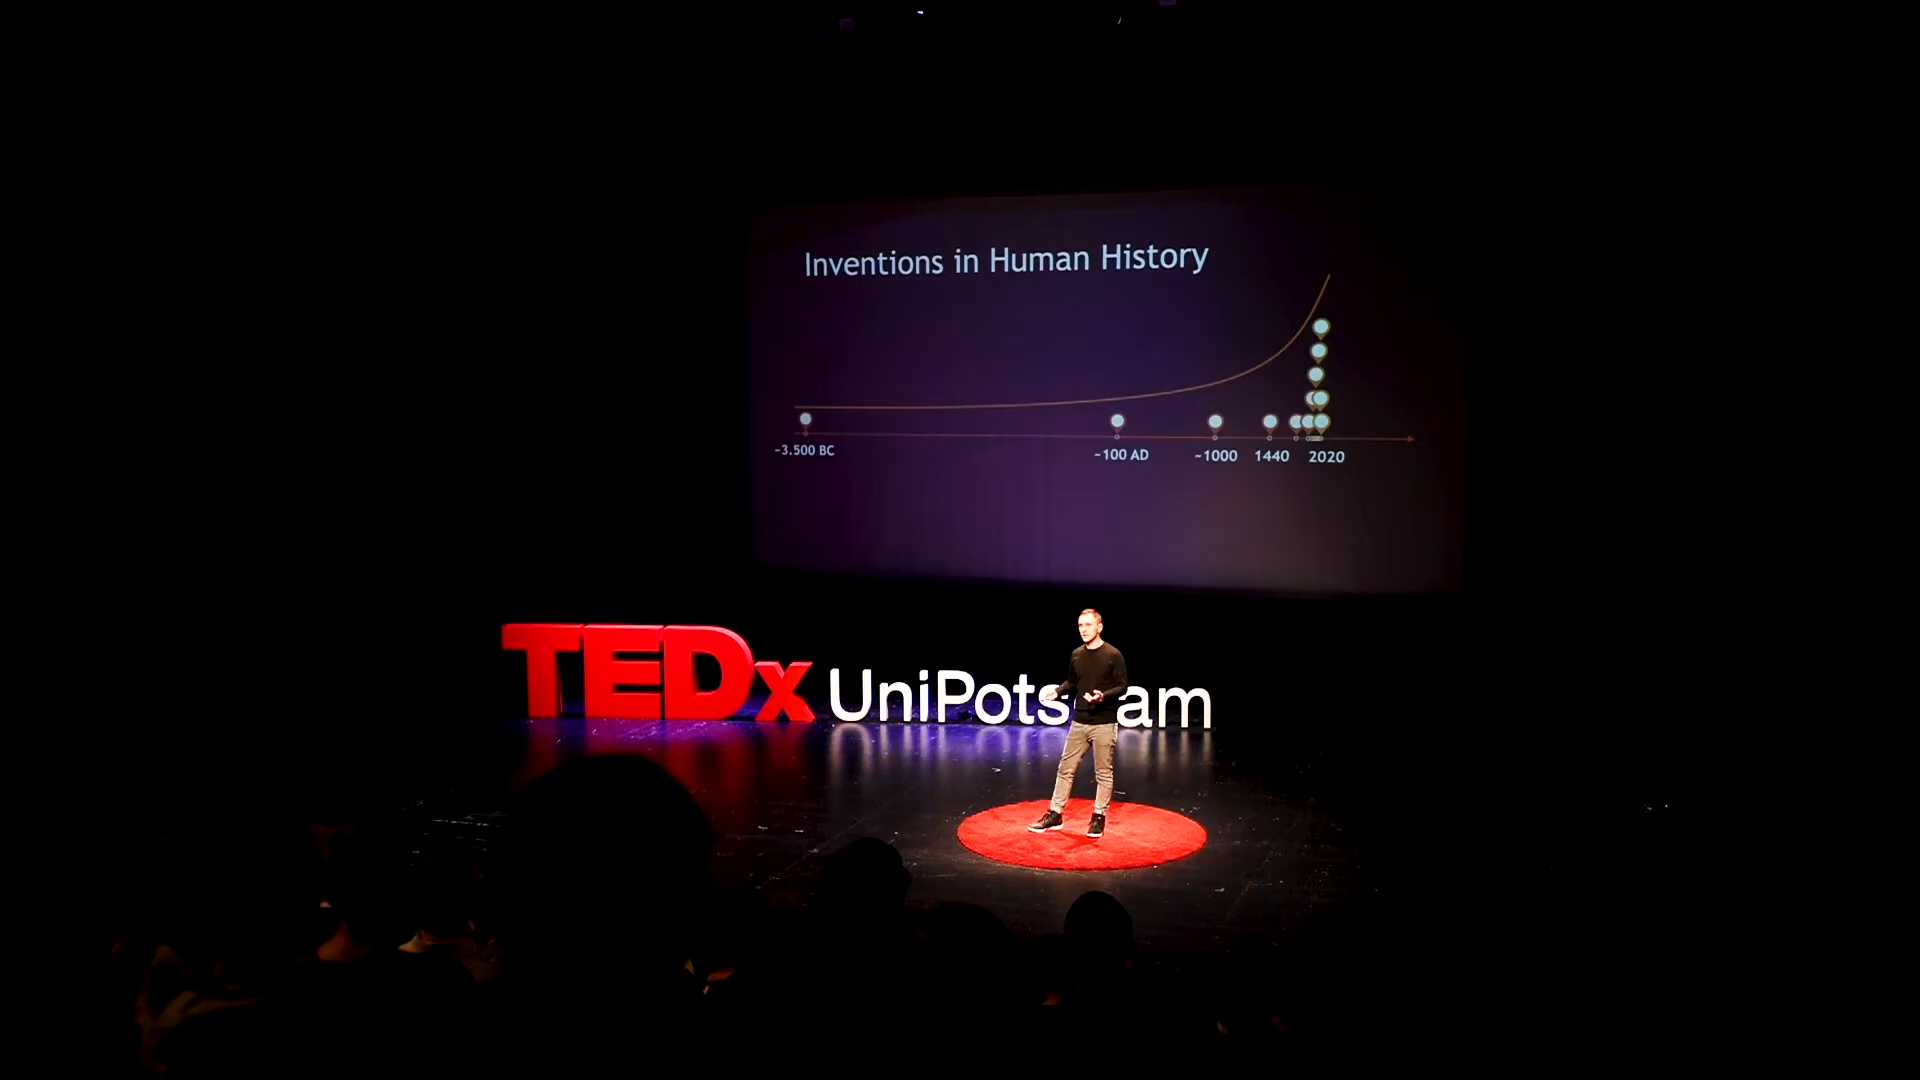 Inventions in Human History
~3.500 BC
~100 AD
~1000
1440
2020
TEDx UniPots am